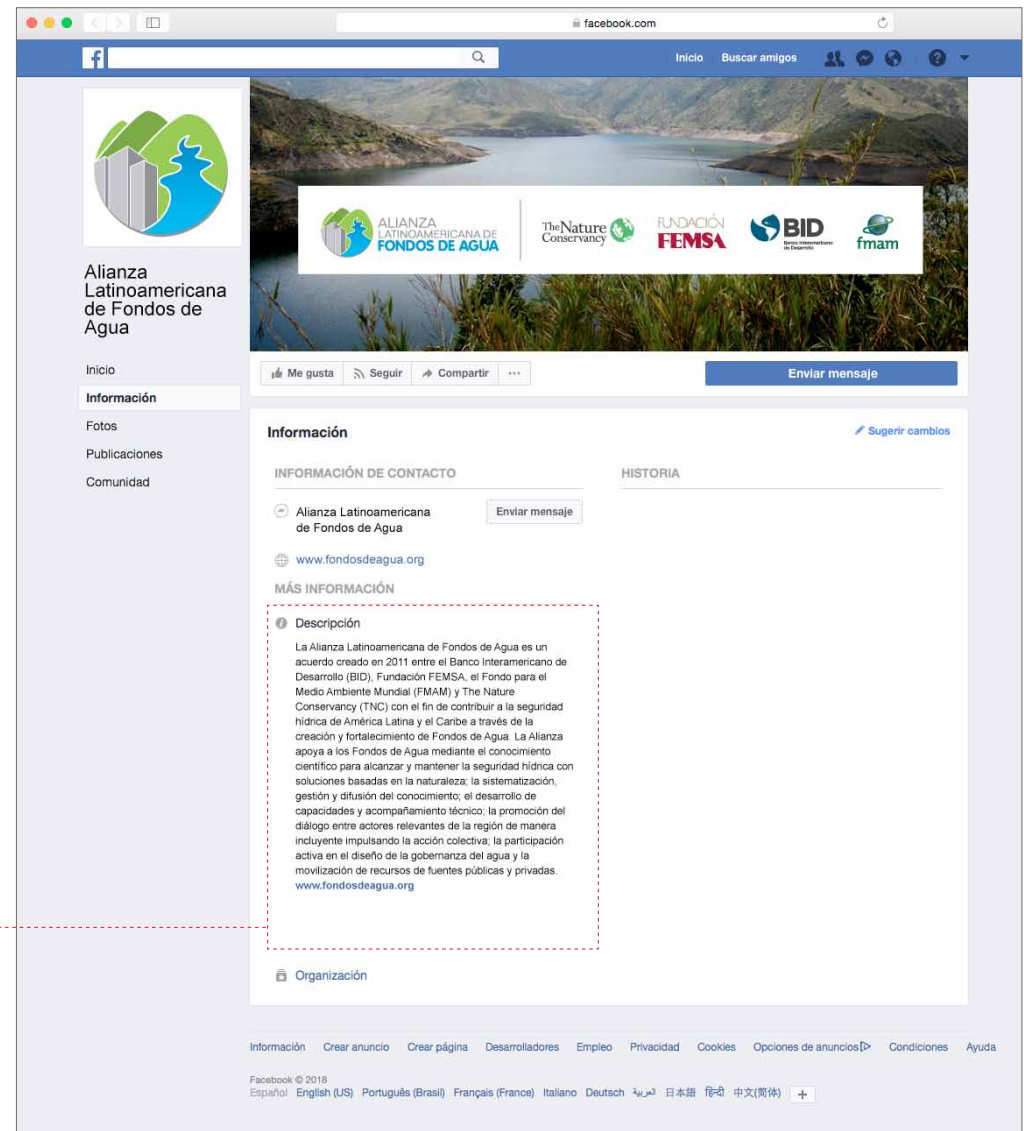 facebook.com
f
Inicio Buscar amigos
ALIANZA
LATINOAMERICANA DE
FONDOS DE AGUA
The Nature
Conservancy
FUNDACIÓN
FEMSA
BID
Banco Interamericano
de Desarrollo
fmam
Alianza
Latinoamericana
de Fondos de
Agua
Inicio
Información
Fotos
Publicaciones
Comunidad
Me gusta Seguir Compartir ...
Enviar mensaje
Información
Sugerir cambios
INFORMACIÓN DE CONTACTO
HISTORIA
Alianza Latinoamericana
de Fondos de Agua
Enviar mensaje
www.fondosdeagua.org
MÁS INFORMACIÓN
Descripción
La Alianza Latinoamericana de Fondos de Agua es un
acuerdo creado en 2011 entre el Banco Interamericano de
Desarrollo (BID), Fundación FEMSA, el Fondo para el
Medio Ambiente Mundial (FMAM) y The Nature
Conservancy (TNC) con el fin de contribuir a la seguridad
hídrica de América Latina y el Caribe a través de la
creación y fortalecimiento de Fondos de Agua. La Alianza
apoya a los Fondos de Agua mediante el conocimiento
científico para alcanzar y mantener la seguridad hídrica con
soluciones basadas en la naturaleza; la sistematización,
gestión y difusión del conocimiento; el desarrollo de
capacidades y acompañamiento técnico; la promoción del
diálogo entre actores relevantes de la región de manera
incluyente impulsando la acción colectiva; la participación
activa en el diseño de la gobernanza del agua y la
movilización de recursos de fuentes públicas y privadas.
www.fondosdeagua.org
Organización
Información Crear anuncio Crear página Desarrolladores Empleo Privacidad Cookies Opciones de anuncios Condiciones Ayuda
Facebook © 2018
Español English (US) Português (Brasil) Français (France) Italiano Deutsch العربية 日本語 हिन्दी 中文(简体) +